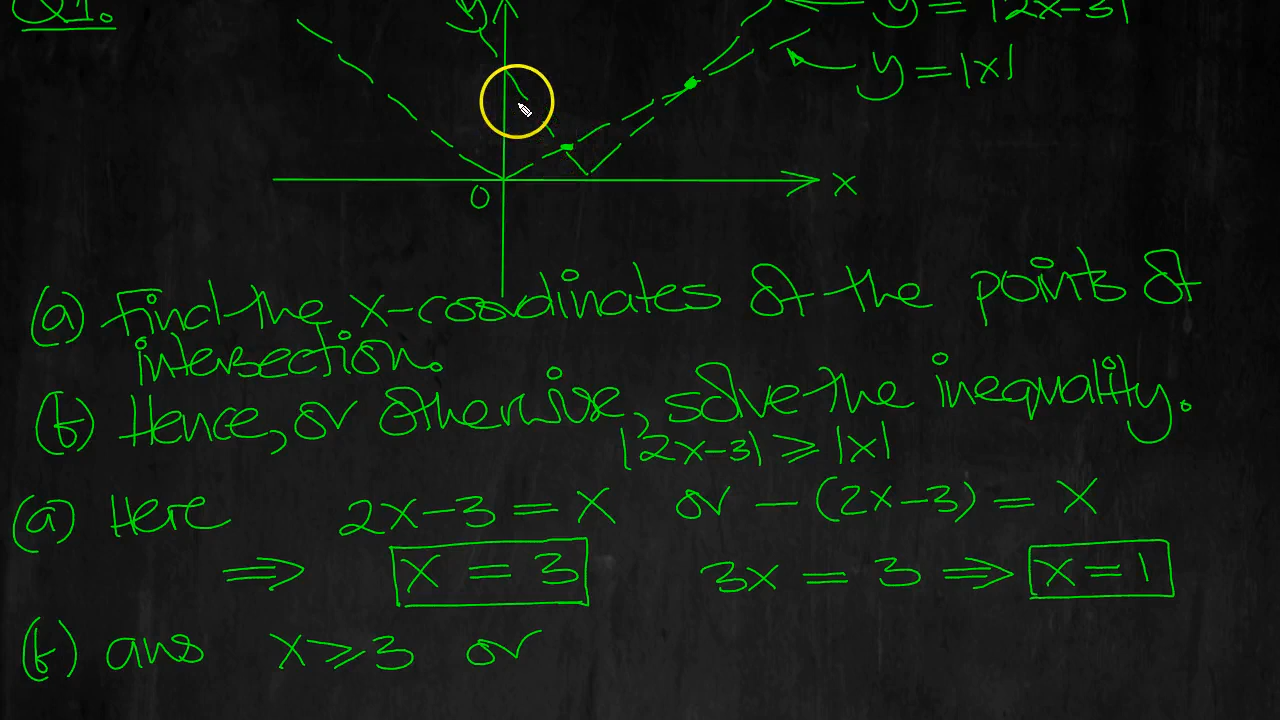 Q1.
y
y = |2x-3|
y = |x|
x
0
(a) Find the x-coordinates of the points of
intersection.
(b) Hence, or otherwise, solve the inequality.
|2x-3| ⩾ |x|
(a) Here 2x-3 = x or -(2x-3) = x
⇒ x = 3 3x = 3 ⇒ x = 1
(b) ans x ⩾ 3 or